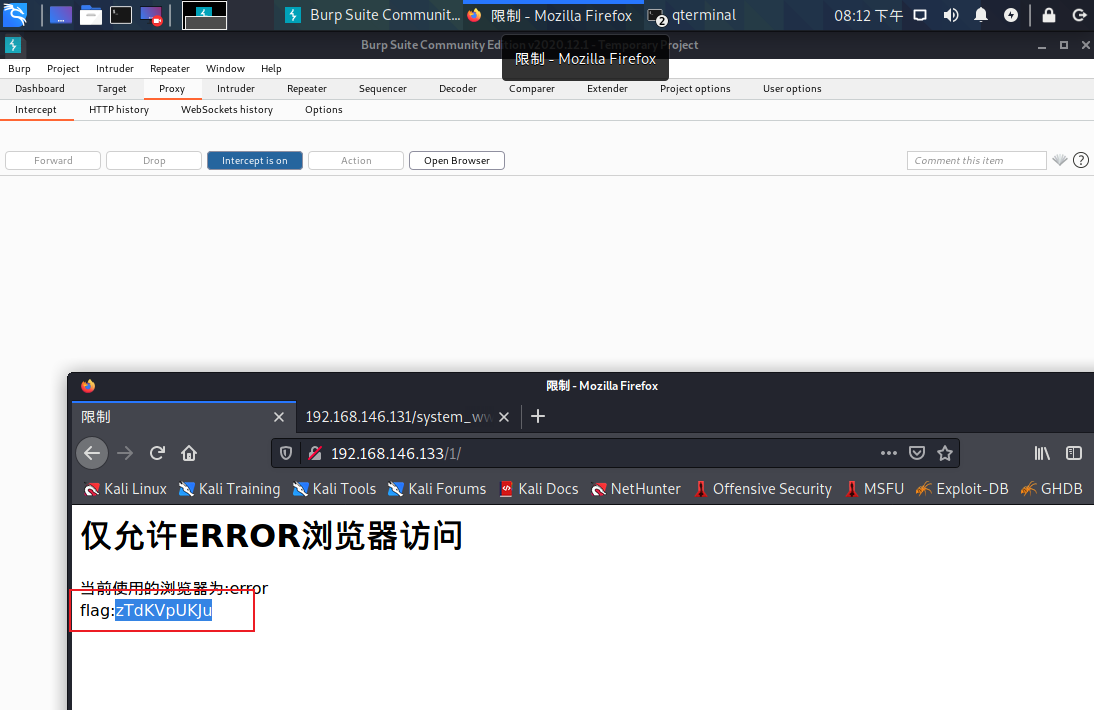 Burp Suite Communit... 限制 - Mozilla Firefox 2 qterminal 08:12 下午
Burp Suite Community Edition v2020.12.1 - Temporary Project
限制 - Mozilla Firefox
Burp Project Intruder Repeater Window Help
Dashboard Target Proxy Intruder Repeater Sequencer Decoder Comparer Extender Project options User options
Intercept HTTP history WebSockets history Options
Forward Drop Intercept is on Action Open Browser Comment this item ?
限制 - Mozilla Firefox
限制 192.168.146.131/system_w
192.168.146.133/1/
Kali Linux Kali Training Kali Tools Kali Forums Kali Docs NetHunter Offensive Security MSFU Exploit-DB GHDB
仅允许ERROR浏览器访问
当前使用的浏览器为:error
flag:zTdKVpUKJu